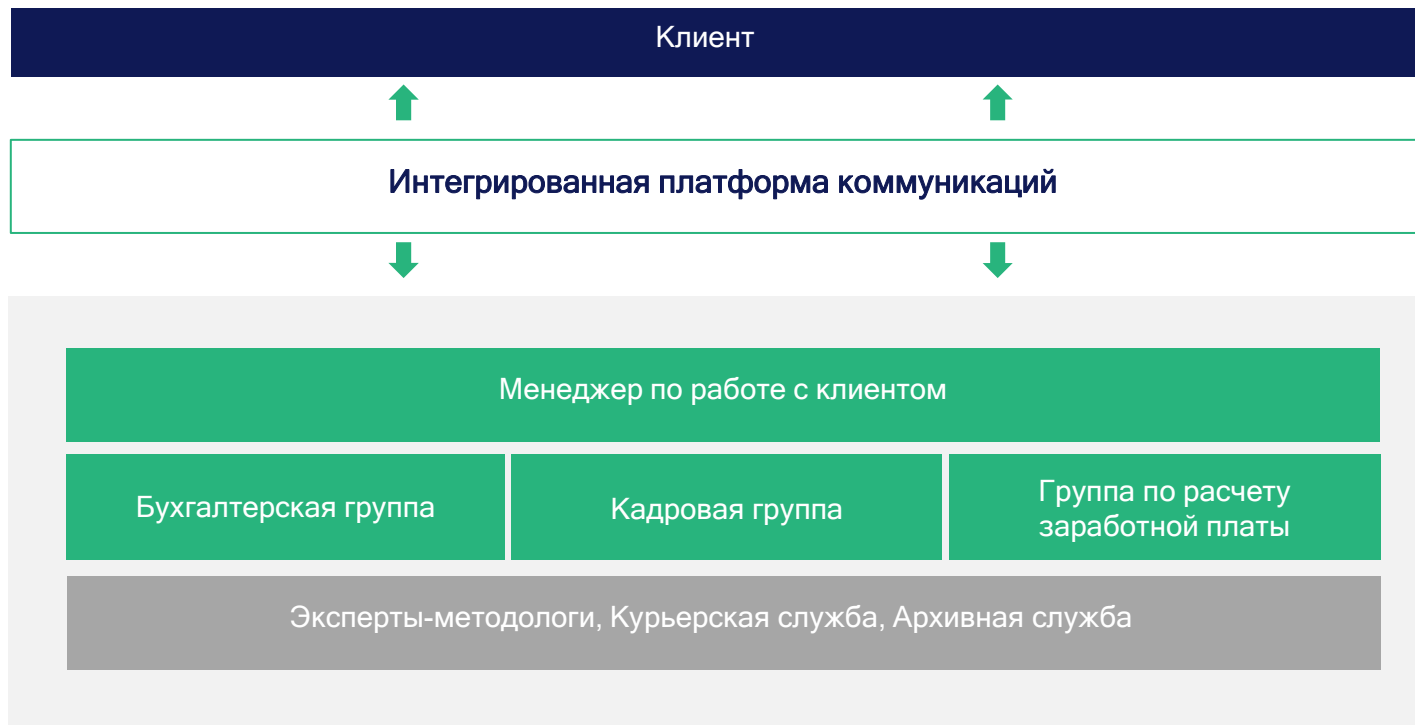 Клиент
Интегрированная платформа коммуникаций
Менеджер по работе с клиентом
Бухгалтерская группа
Кадровая группа
Группа по расчету
заработной платы
Эксперты-методологи, Курьерская служба, Архивная служба